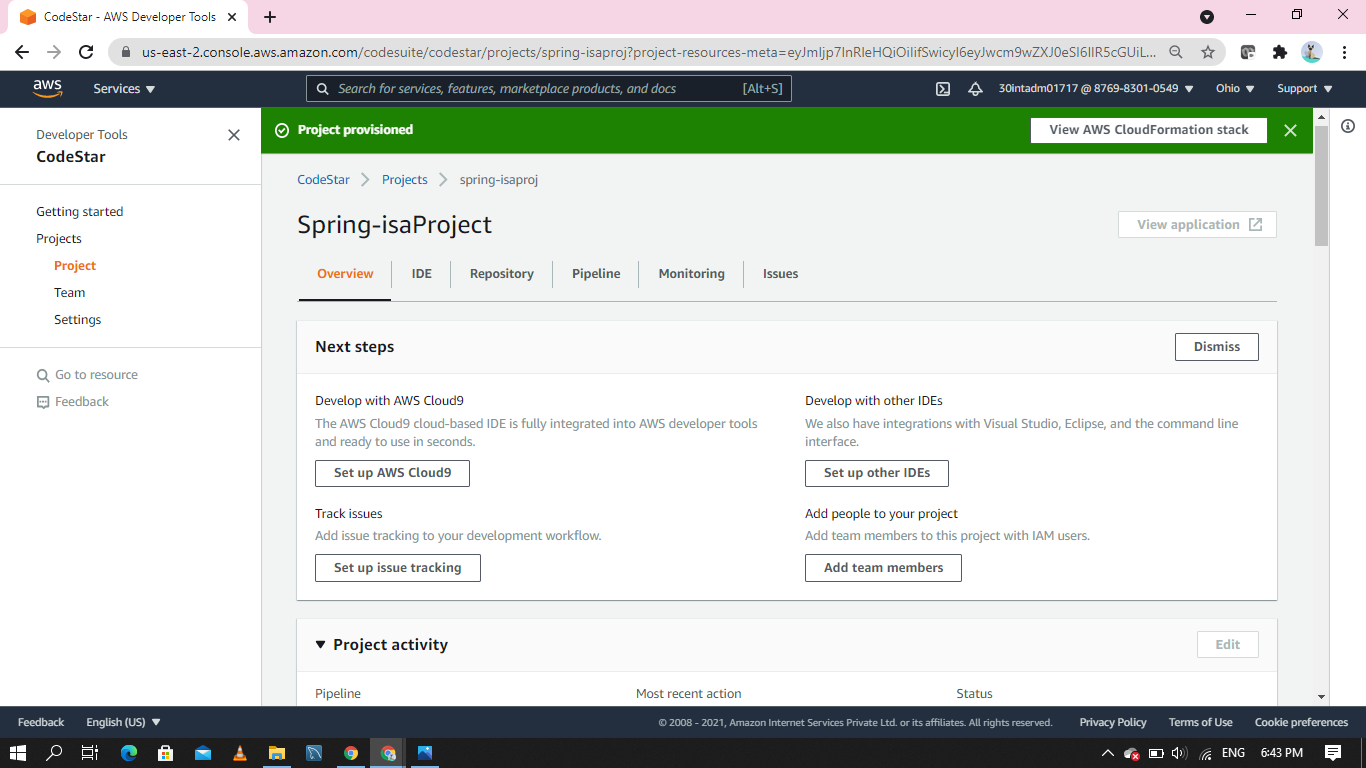 CodeStar - AWS Developer Tools
us-east-2.console.aws.amazon.com/codesuite/codestar/projects/spring-isaproj?project-resources-meta=
aws
Services
Search for services, features, marketplace products, and docs [Alt+S]
30intadm01717 @ 8769-8301-0549
Ohio
Support
Developer Tools
CodeStar
Getting started
Projects
Project
Team
Settings
Go to resource
Feedback
Project provisioned
View AWS CloudFormation stack
CodeStar
Projects
spring-isaproj
Spring-isaProject
View application
Overview
IDE
Repository
Pipeline
Monitoring
Issues
Next steps
Dismiss
Develop with AWS Cloud9
The AWS Cloud9 cloud-based IDE is fully integrated into AWS developer tools
and ready to use in seconds.
Set up AWS Cloud9
Develop with other IDEs
We also have integrations with Visual Studio, Eclipse, and the command line
interface.
Set up other IDEs
Track issues
Add issue tracking to your development workflow.
Set up issue tracking
Add people to your project
Add team members to this project with IAM users.
Add team members
Project activity
Edit
Pipeline
Most recent action
Status
Feedback
English (US)
© 2008 - 2021, Amazon Internet Services Private Ltd. or its affiliates. All rights reserved.
Privacy Policy
Terms of Use
Cookie preferences
ENG
6:43 PM